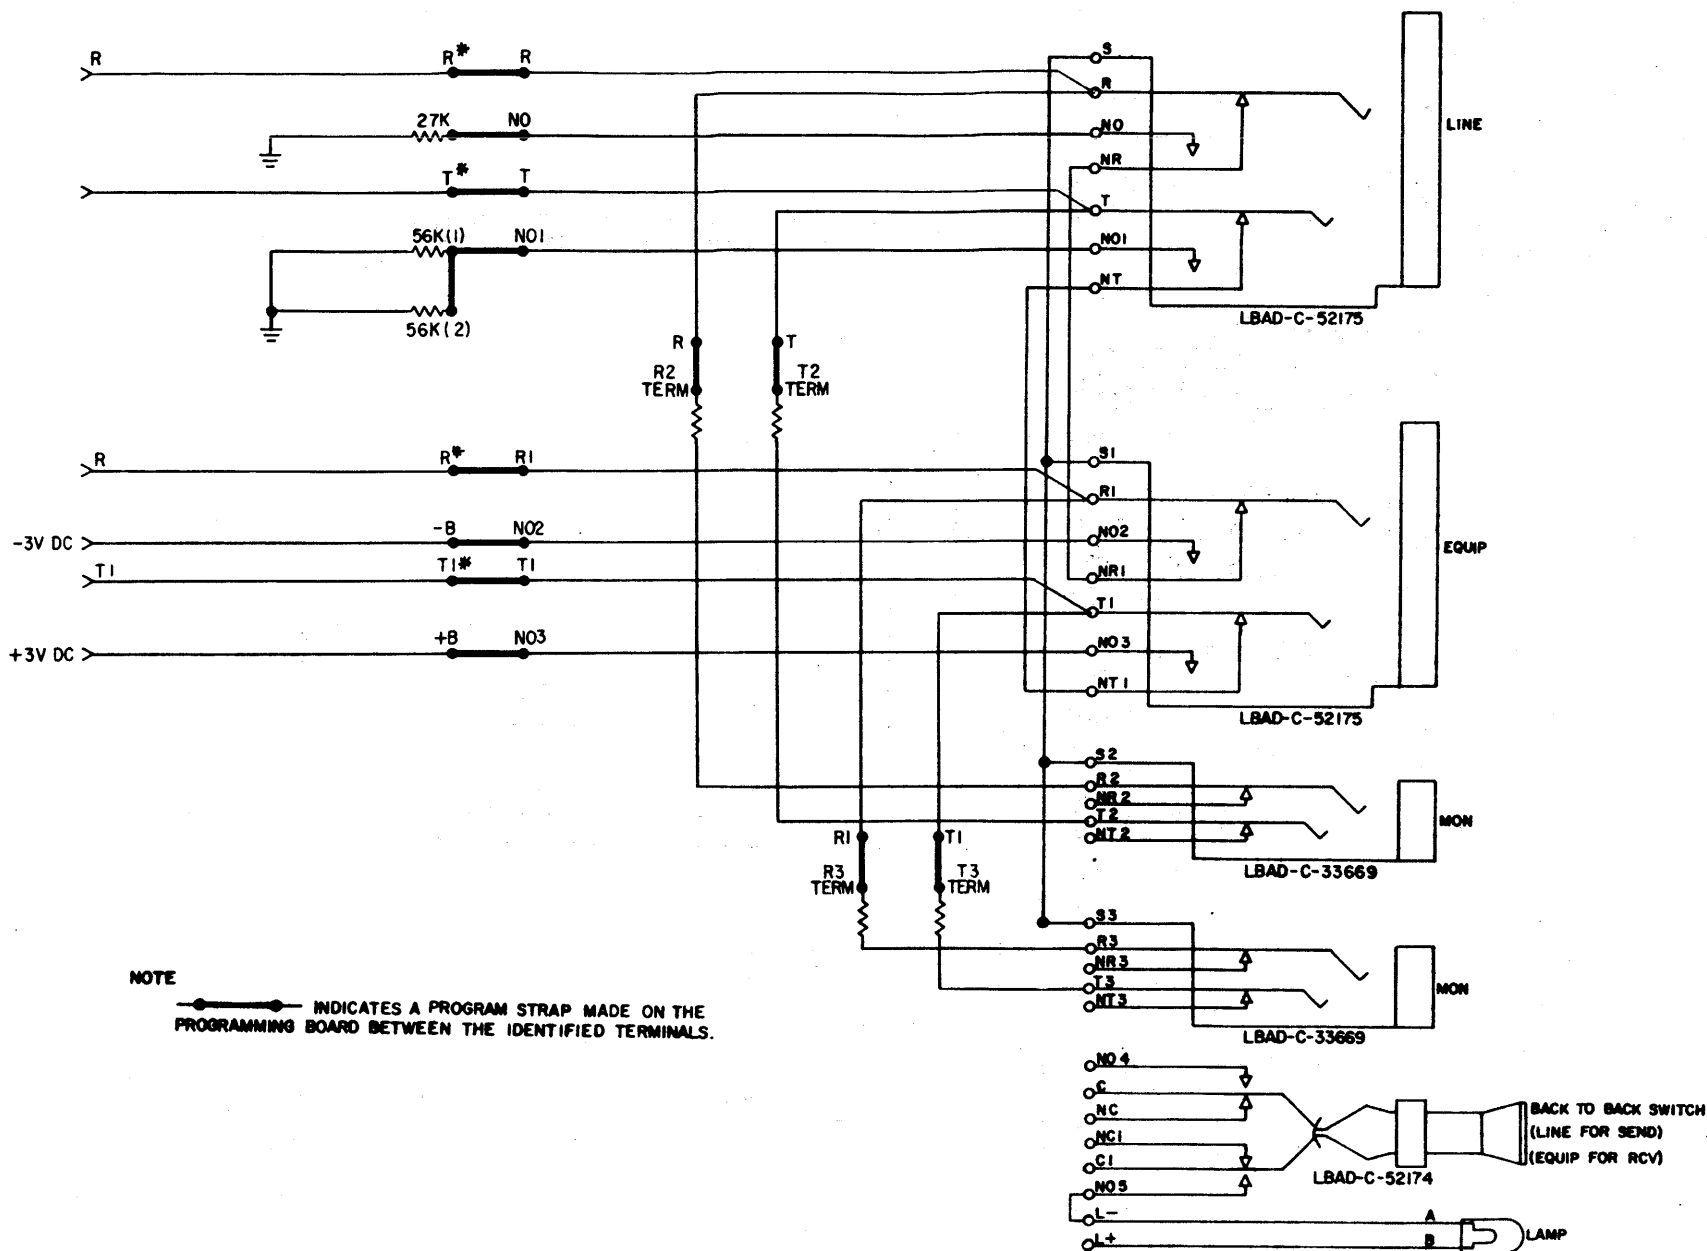 R R* R S
R
27K NO NO
LINE
NR
T* T
T
56K(1) NO1 NO1
NT
56K(2)
LBAD-C-52175
R T
R2 TERM
T2 TERM
R R* R1 S1
R1
-3V DC -B NO2 NO2
EQUIP
T1 T1* T1 NR1
T1
+3V DC +B NO3 NO3
NT1
LBAD-C-52175
S2
R2
NR2
T2
MON
NT2
R1 T1
LBAD-C-33669
R3 TERM
T3 TERM
S3
R3
NR3
T3
MON
NT3
LBAD-C-33669
NOTE
INDICATES A PROGRAM STRAP MADE ON THE
PROGRAMMING BOARD BETWEEN THE IDENTIFIED TERMINALS.
NO4
C
NC
NC1
C1
NO5
L-
L+
BACK TO BACK SWITCH
(LINE FOR SEND)
(EQUIP FOR RCV)
LBAD-C-52174
A
B
LAMP